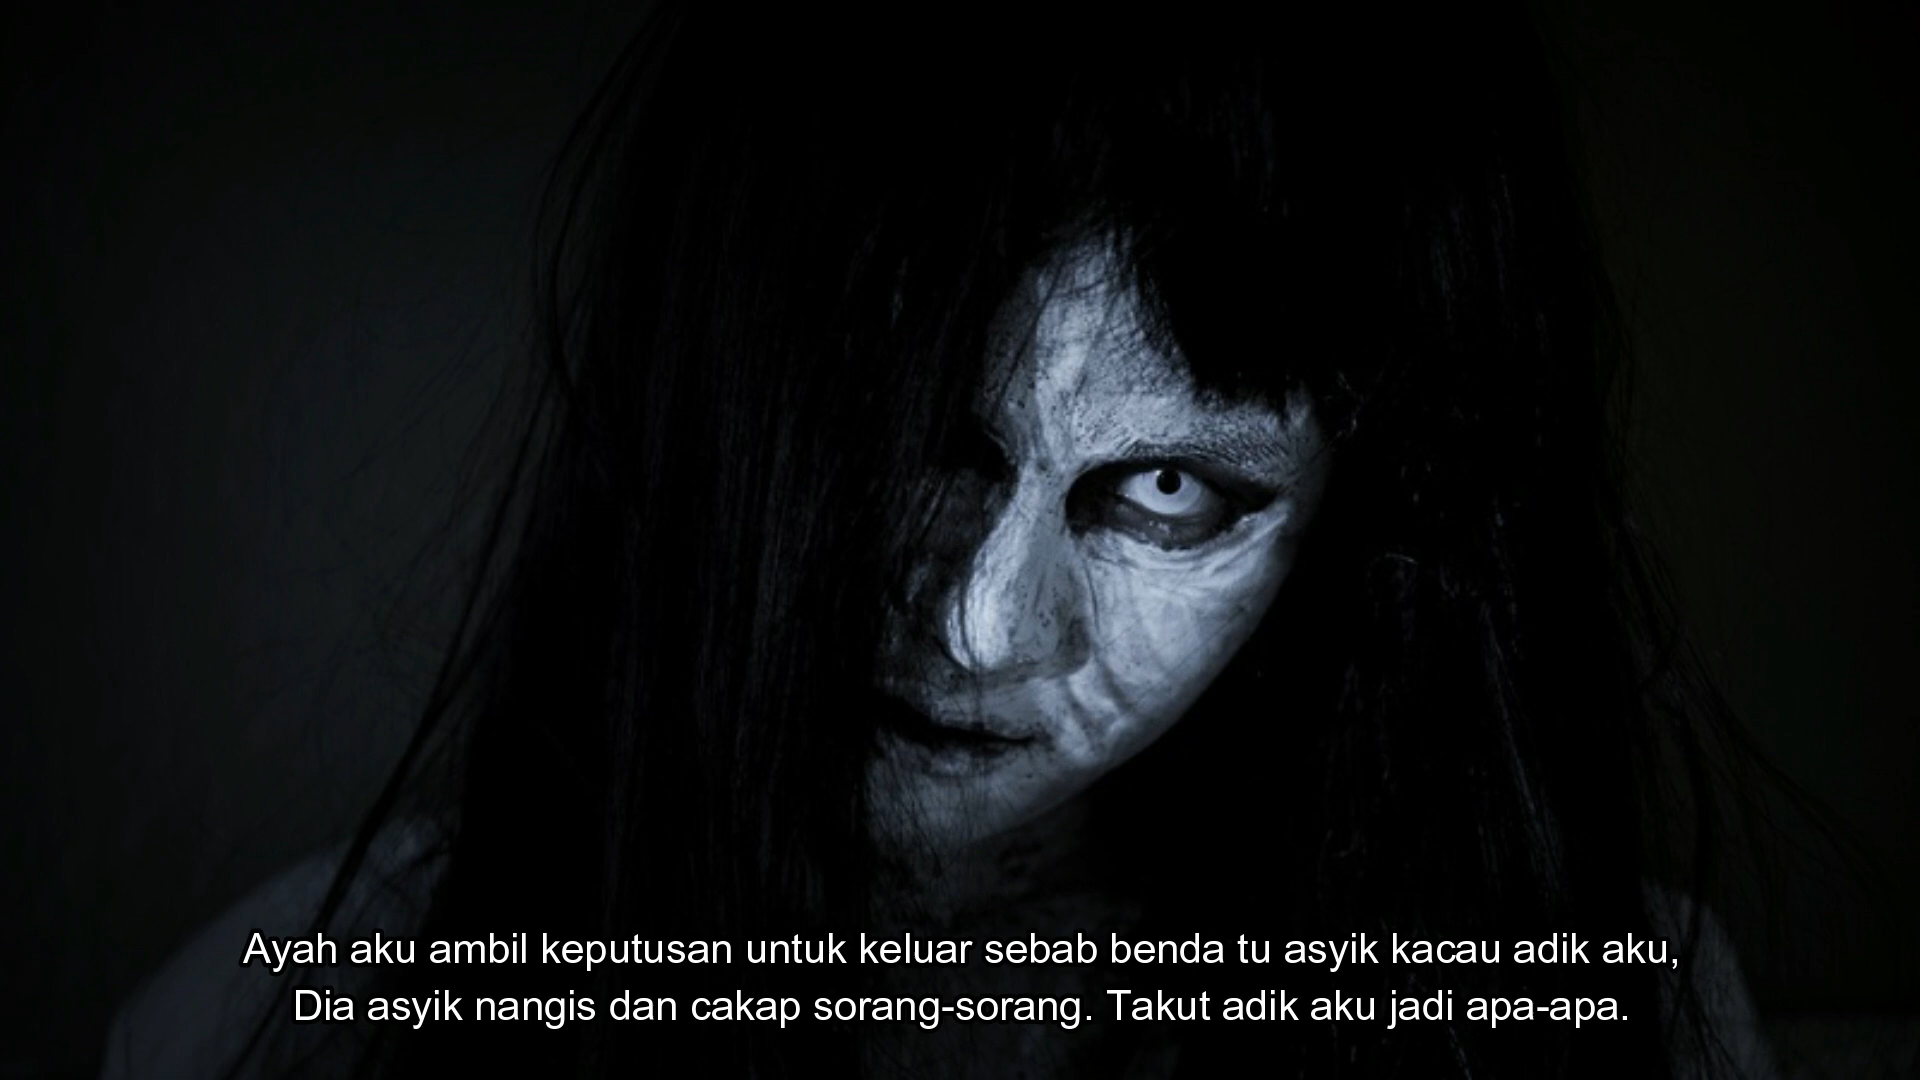 Ayah aku ambil keputusan untuk keluar sebab benda tu asyik kacau adik aku,
Dia asyik nangis dan cakap sorang-sorang. Takut adik aku jadi apa-apa.